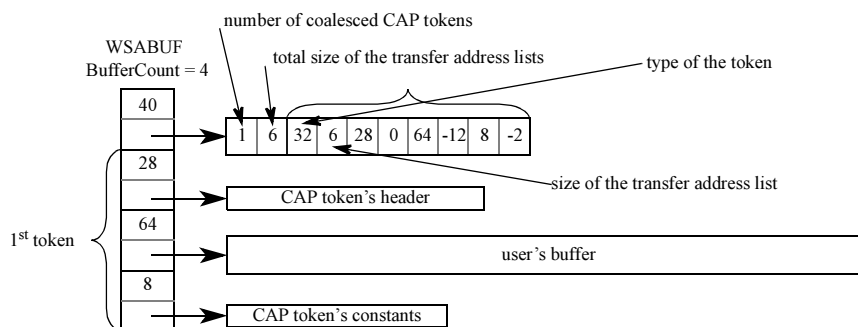 number of coalesced CAP tokens
WSABUF
BufferCount = 4
total size of the transfer address lists
type of the token
40
1 6 32 6 28 0 64 -12 8 -2
28
size of the transfer address list
CAP token's header
64
1st token
user's buffer
8
CAP token's constants